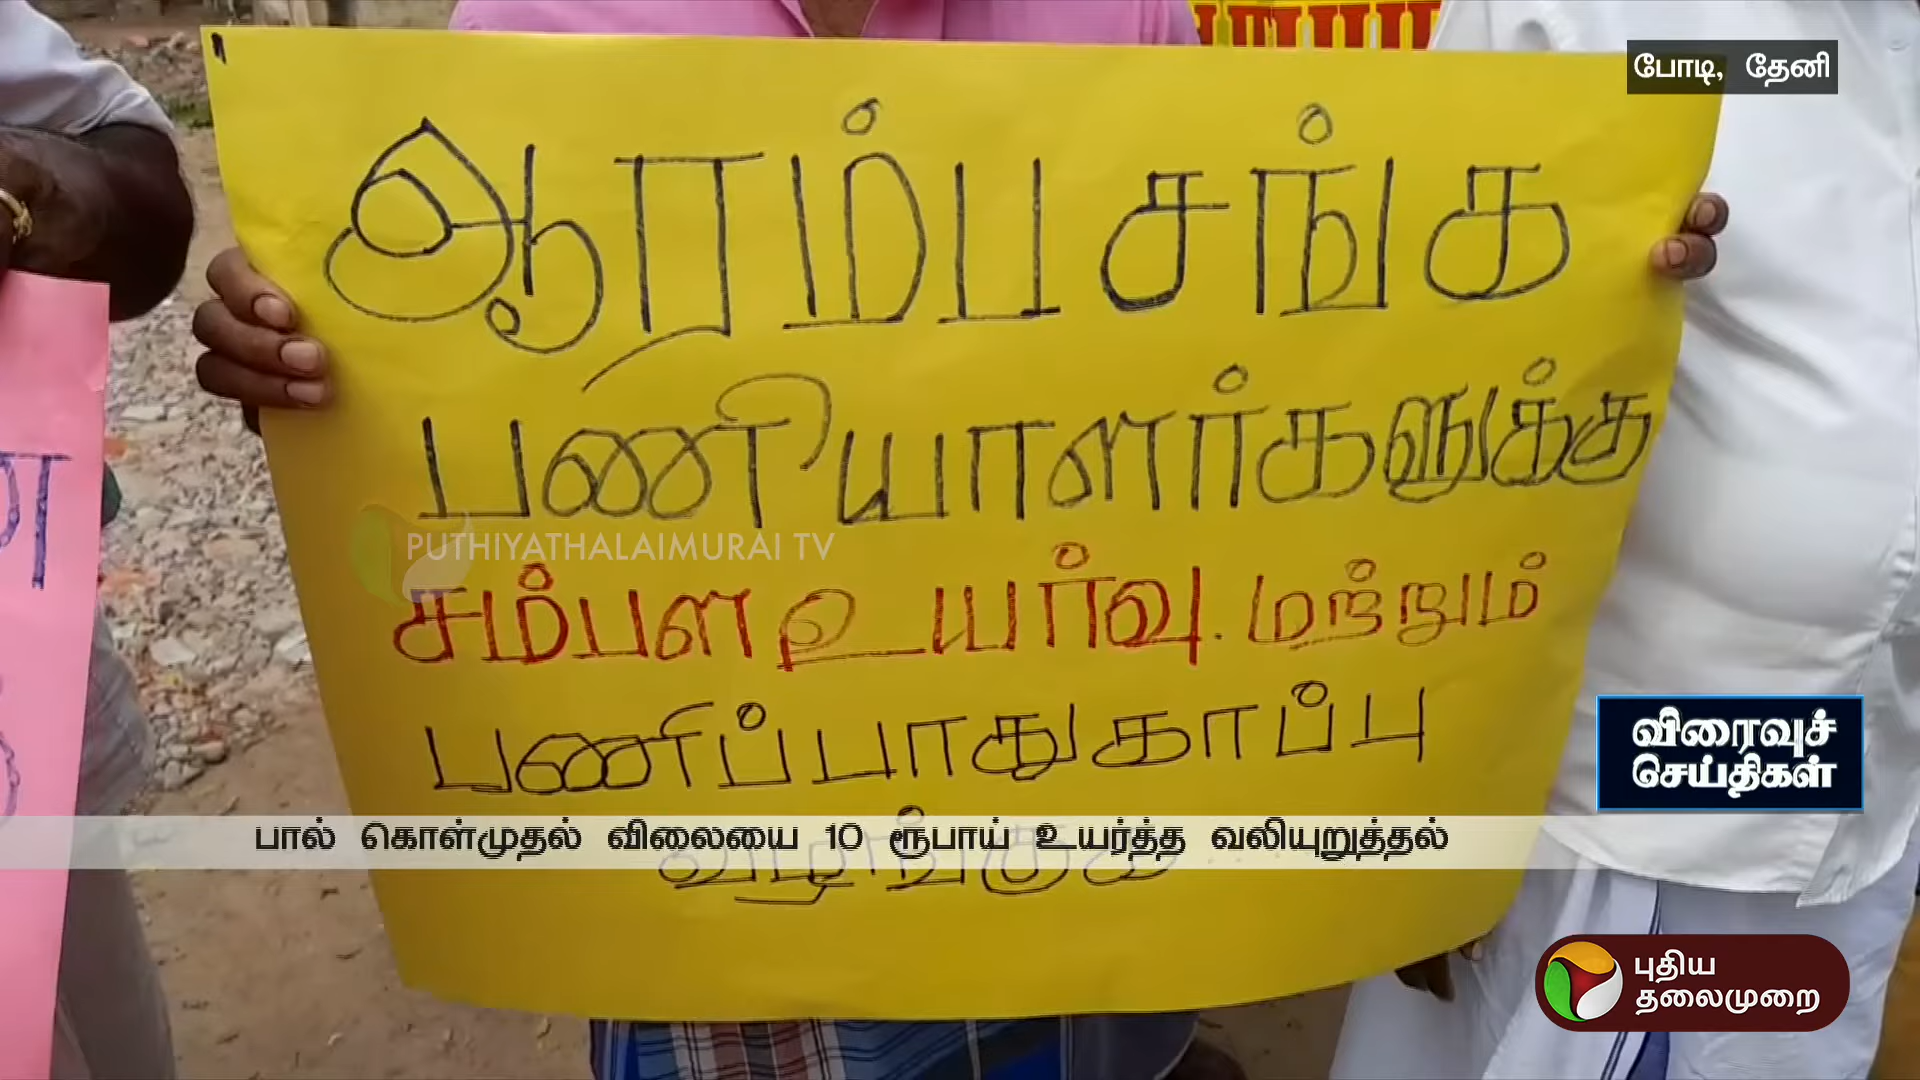 போடி, தேனி
ஆரம்பசங்க
பணியாளர்களுக்கு
PUTHIYATHALAIMURAI TV
சம்பள உயர்வு மற்றும்
பணிப்பாதுகாப்பு
விரைவுச்
செய்திகள்
பால் கொள்முதல் விலையை 10 ரூபாய் உயர்த்த வலியுறுத்தல்
வழங்குக
புதிய
தலைமுறை